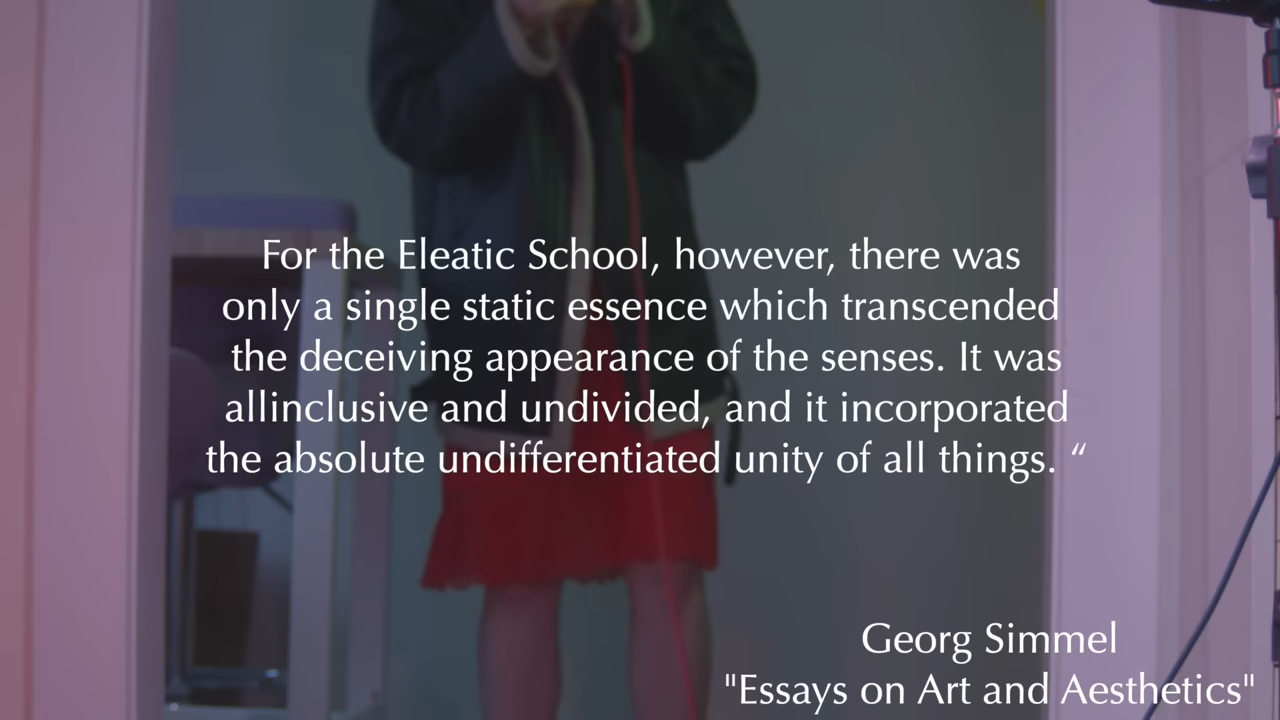 For the Eleatic School, however, there was
only a single static essence which transcended
the deceiving appearance of the senses. It was
allinclusive and undivided, and it incorporated
the absolute undifferentiated unity of all things. “
Georg Simmel
"Essays on Art and Aesthetics"